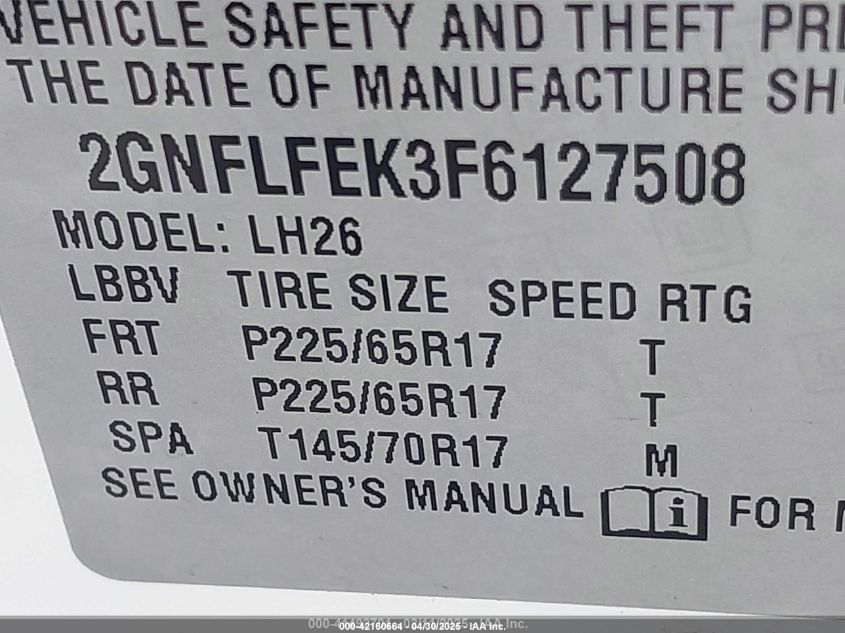 VEHICLE SAFETY AND THEFT PRE
THE DATE OF MANUFACTURE SH
2GNFLFEK3F6127508
MODEL: LH26
LBBV TIRE SIZE SPEED RTG
FRT P225/65R17 T
RR P225/65R17 T
SPA T145/70R17 M
SEE OWNER'S MANUAL i FOR
000-42160664 - 04/30/2025 - IAA Inc.